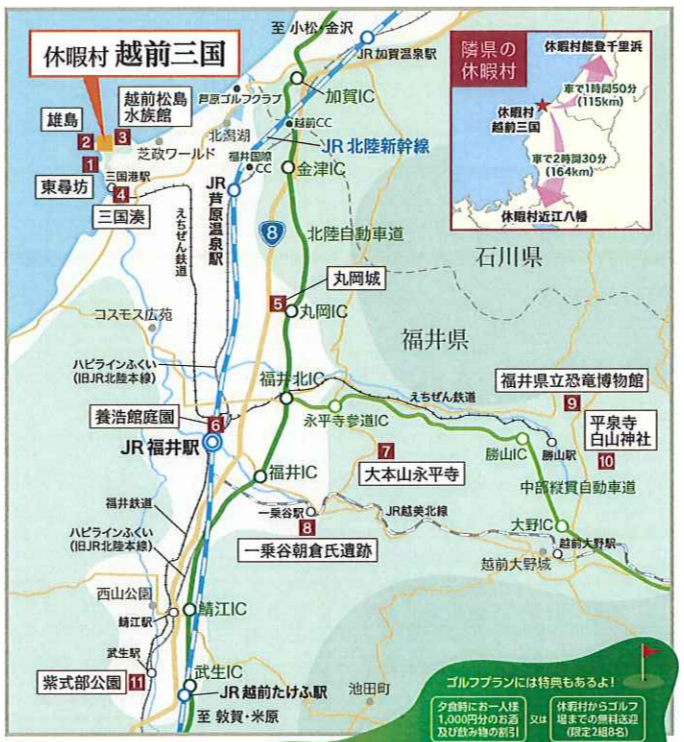 至 小松・金沢
JR 加賀温泉駅
休暇村 越前三国
隣県の
休暇村
休暇村能登千里浜
車で1時間50分
(115km)
休暇村
越前三国
車で2時間30分
(164km)
休暇村近江八幡
芦原ゴルフクラブ
加賀IC
越前松島
水族館
雄島
2
3
北潟湖
越前CC
JR 北陸新幹線
芝政ワールド
福井国際
CC
金津IC
1
東尋坊
三国港駅
4
三国湊
JR
芦原温泉駅
えちぜん鉄道
8
北陸自動車道
石川県
丸岡城
5
丸岡IC
コスモス広苑
福井県
ハピラインふくい
(旧JR北陸本線)
福井北IC
えちぜん鉄道
福井県立恐竜博物館
9
養浩館庭園
6
永平寺参道IC
平泉寺
白山神社
10
JR 福井駅
7
大本山永平寺
勝山IC
勝山駅
福井IC
中部縦貫自動車道
福井鉄道
一乗谷駅
8
JR越美北線
大野IC
ハピラインふくい
(旧JR北陸本線)
一乗谷朝倉氏遺跡
越前大野駅
越前大野城
西山公園
鯖江駅
鯖江IC
武生駅
紫式部公園
11
武生IC
JR 越前たけふ駅
池田町
至 敦賀・米原
ゴルフプランには特典もあるよ!
夕食時にお一人様
1,000円分のお酒
及び飲み物の割引
又は
休暇村からゴルフ
場までの無料送迎
(限定2組8名)